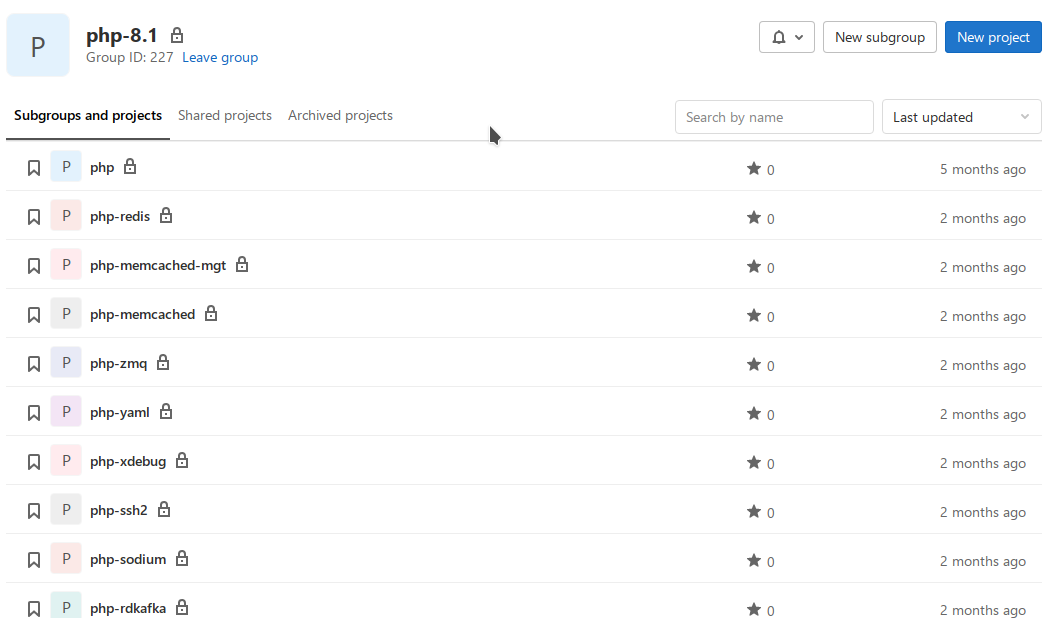 P
php-8.1
Group ID: 227 Leave group
New subgroup
New project
Subgroups and projects Shared projects Archived projects
Search by name
Last updated
P php 0 5 months ago
P php-redis 0 2 months ago
P php-memcached-mgt 0 2 months ago
P php-memcached 0 2 months ago
P php-zmq 0 2 months ago
P php-yaml 0 2 months ago
P php-xdebug 0 2 months ago
P php-ssh2 0 2 months ago
P php-sodium 0 2 months ago
P php-rdkafka 0 2 months ago